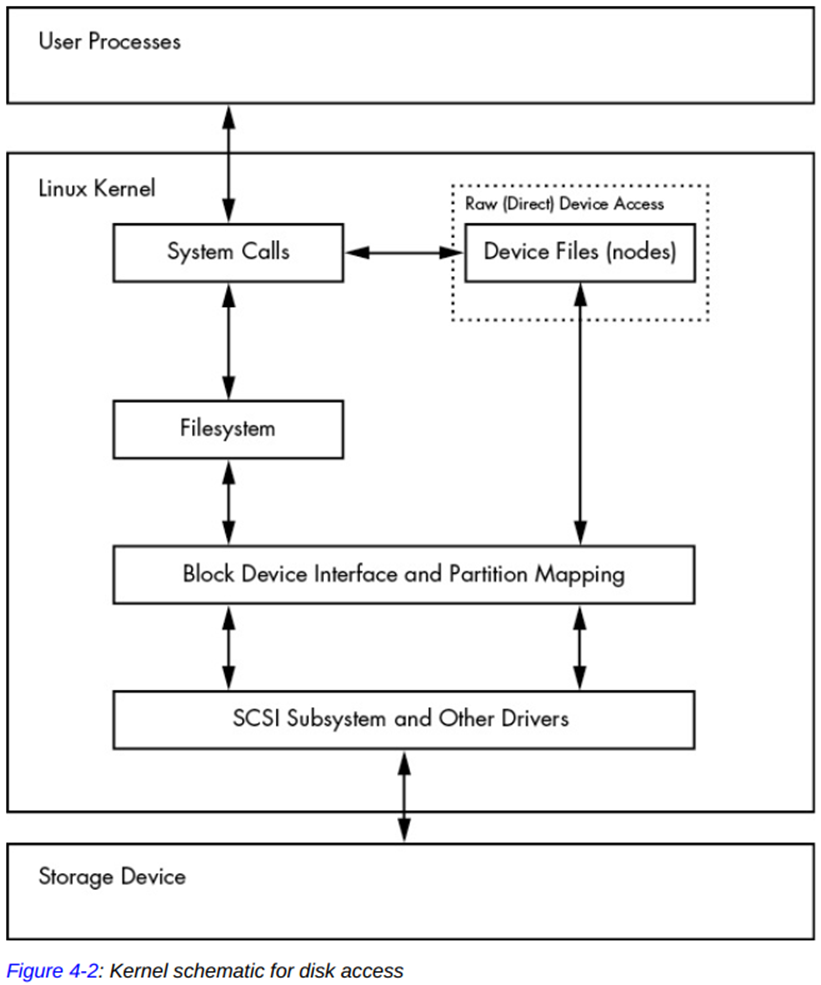 User Processes
Linux Kernel
Raw (Direct) Device Access
System Calls
Device Files (nodes)
Filesystem
Block Device Interface and Partition Mapping
SCSI Subsystem and Other Drivers
Storage Device
Figure 4-2: Kernel schematic for disk access